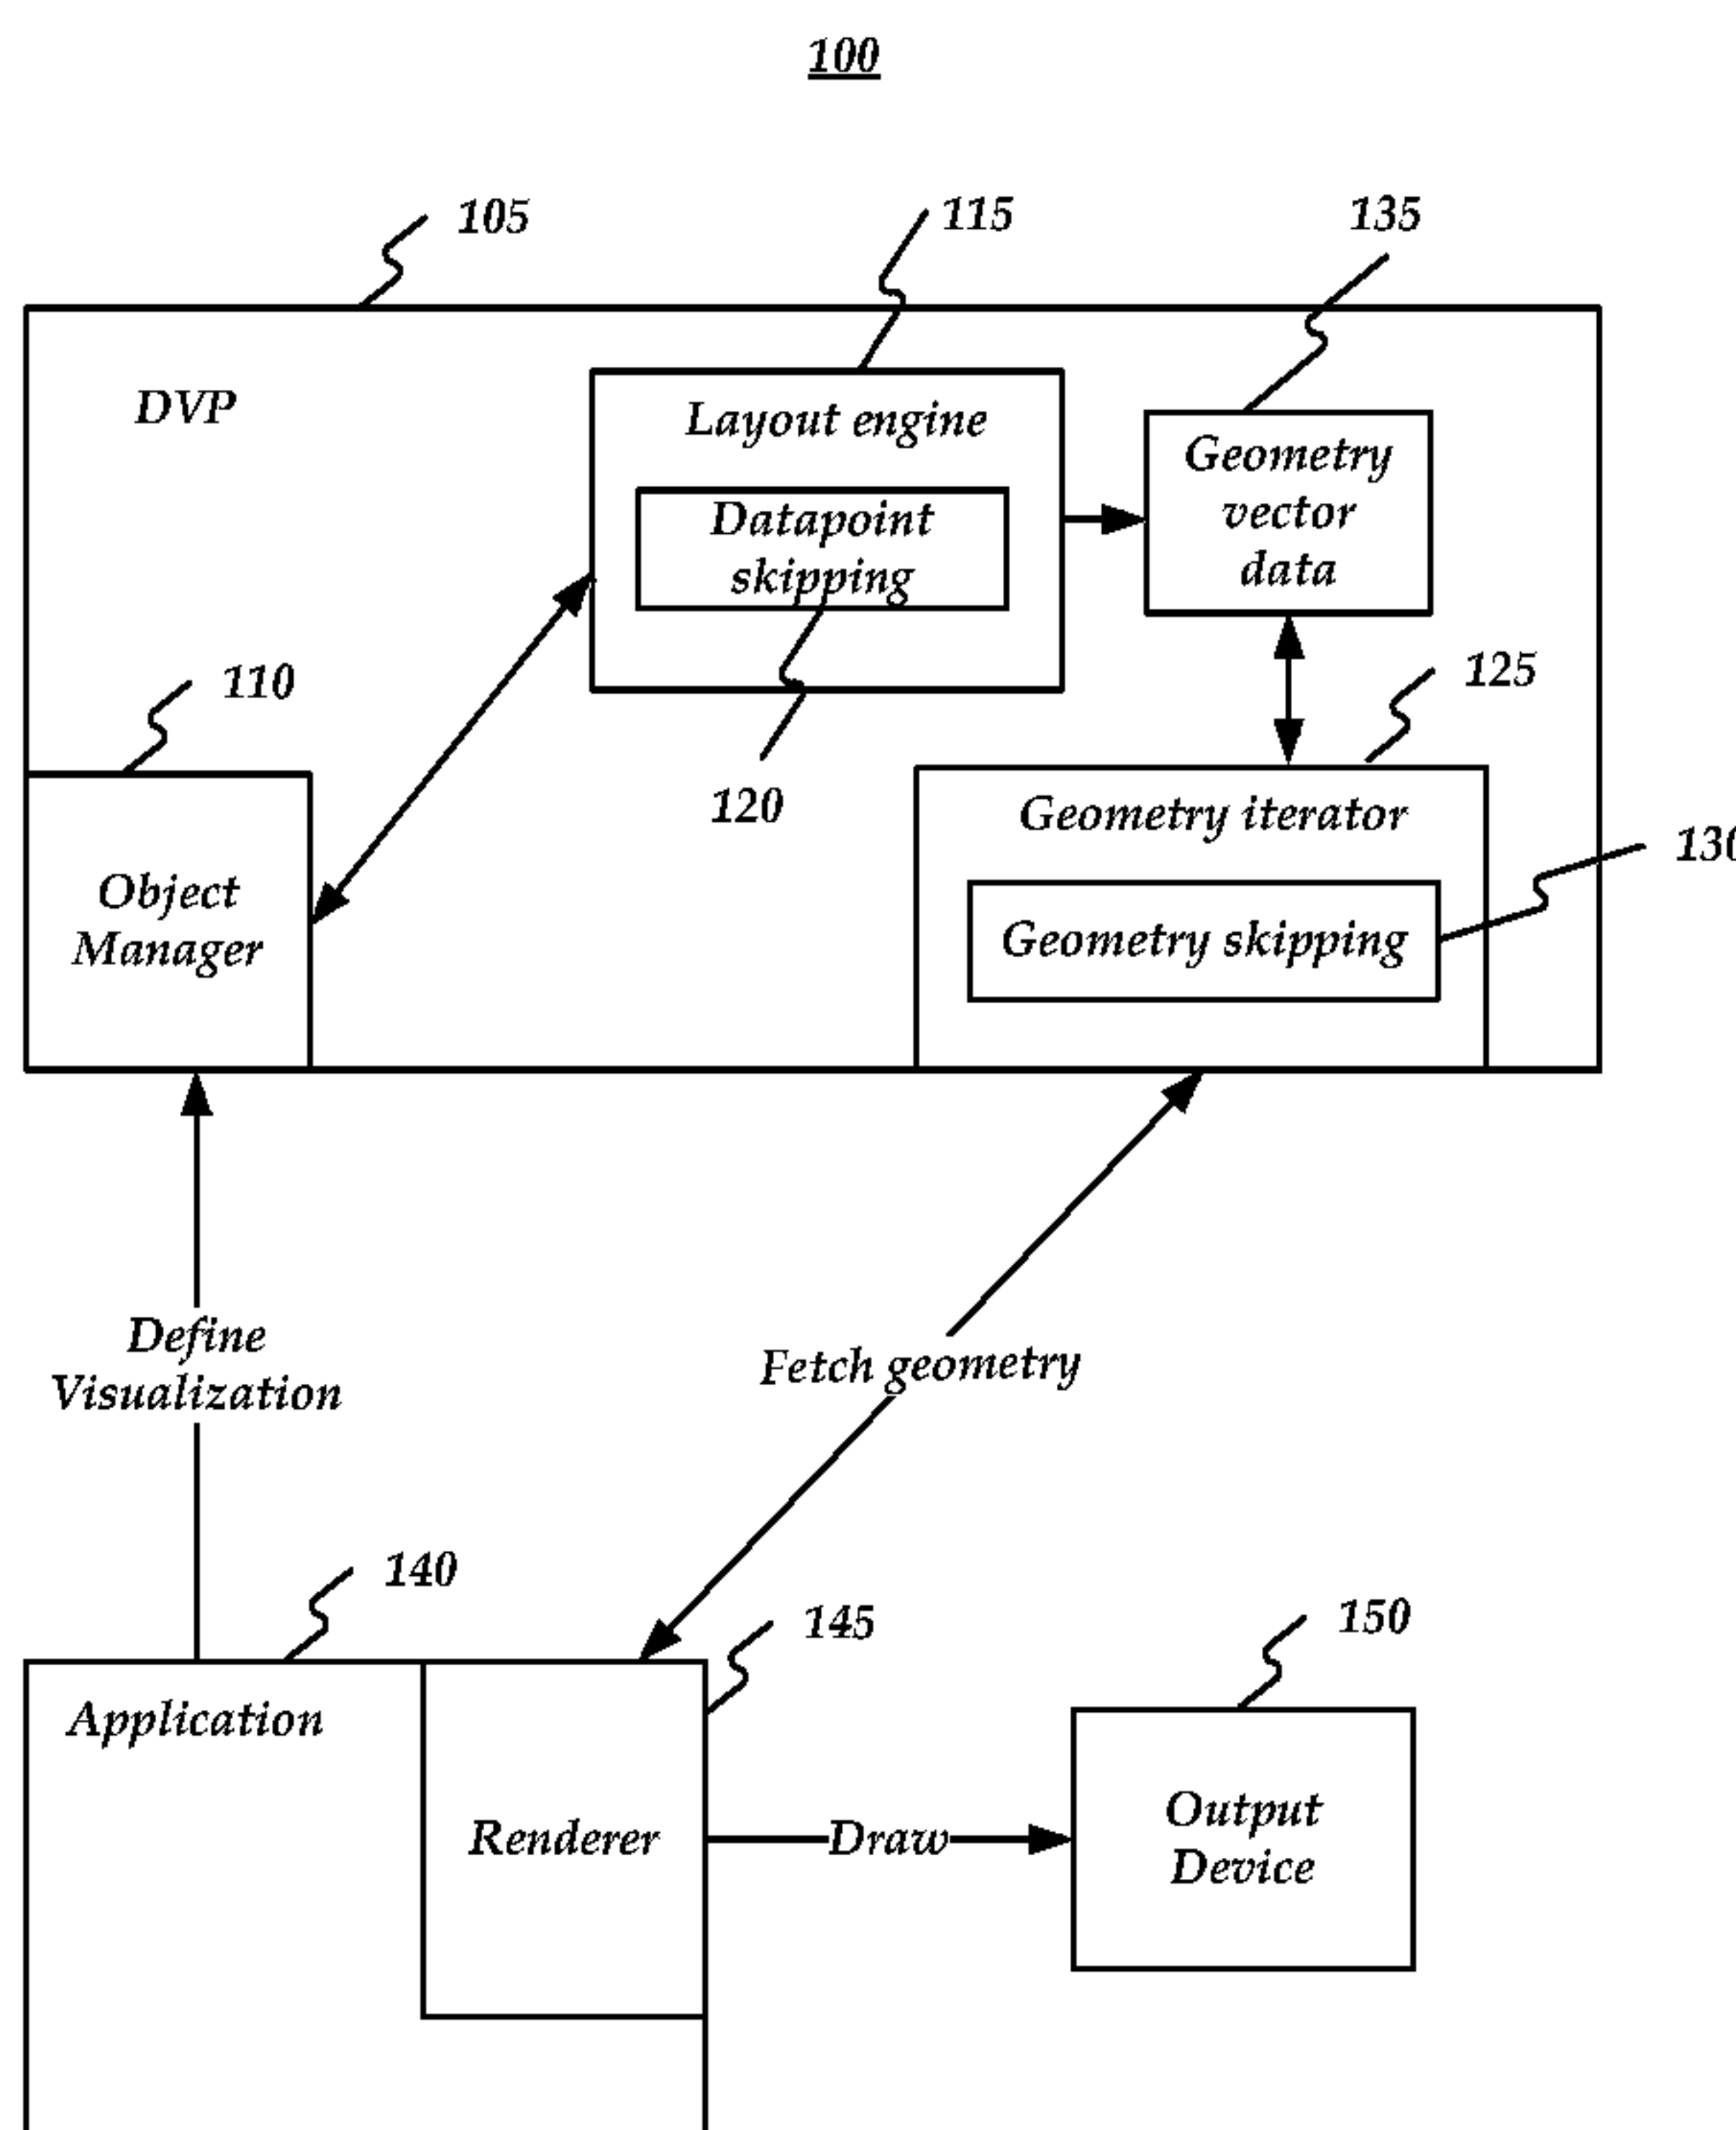 100
105
115
135
DVP
Layout engine
Datapoint
skipping
Geometry
vector
data
110
125
120
Geometry iterator
130
Object
Manager
Geometry skipping
Define
Visualization
Fetch geometry
140
145
150
Application
Renderer
Draw
Output
Device